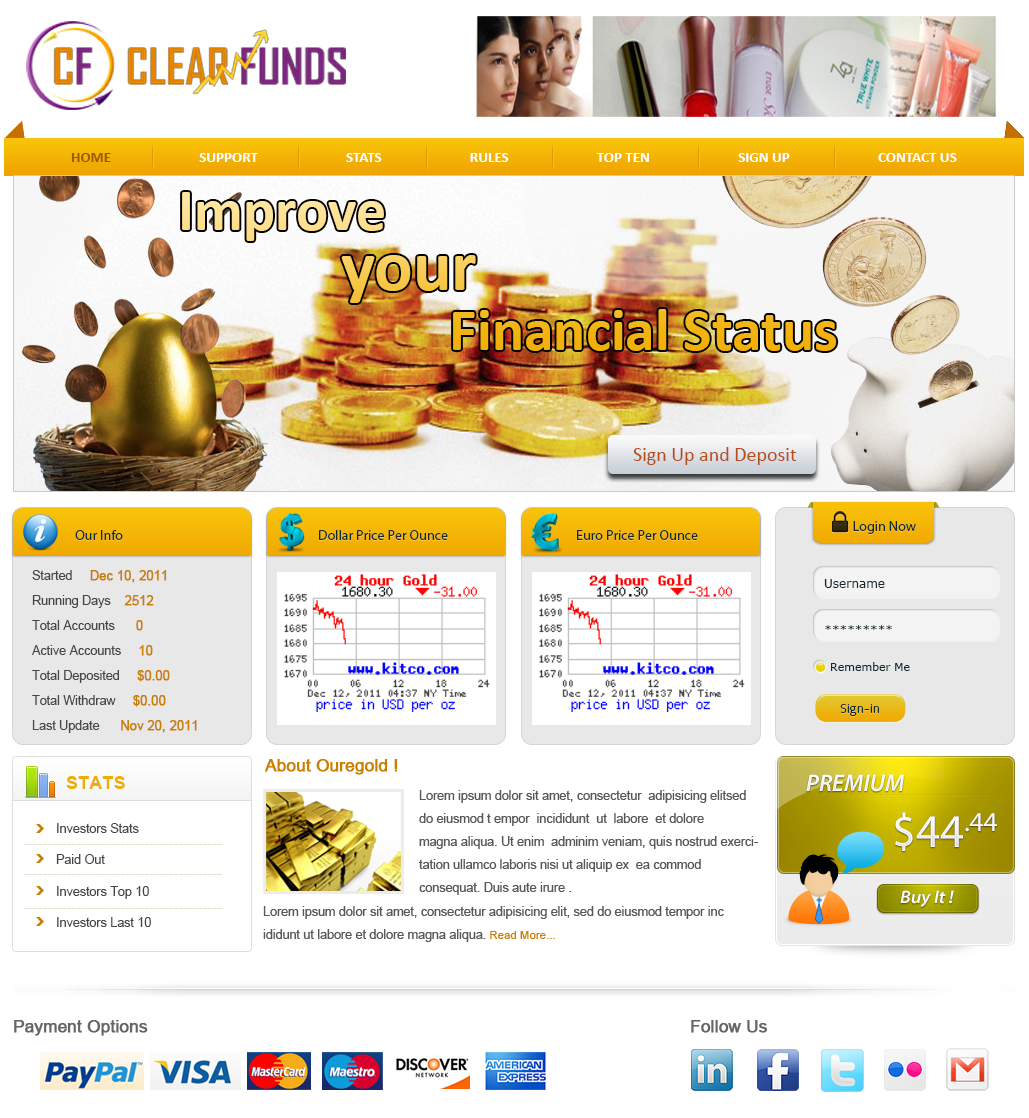 CF CLEAR FUNDS
ETUDE
Za
TRUE WHITE
VITAMIN POWDER
HOME SUPPORT STATS RULES TOP TEN SIGN UP CONTACT US
Improve
your
Financial Status
Sign Up and Deposit
i Our Info
Started Dec 10, 2011
Running Days 2512
Total Accounts 0
Active Accounts 10
Total Deposited $0.00
Total Withdraw $0.00
Last Update Nov 20, 2011
$ Dollar Price Per Ounce
24 hour Gold
1680.30 -31.00
1695
1690
1685
1680
1675
1670
www.kitco.com
00 06 12 18 24
Dec 12, 2011 04:37 NY Time
price in USD per oz
€ Euro Price Per Ounce
24 hour Gold
1680.30 -31.00
1695
1690
1685
1680
1675
1670
www.kitco.com
00 06 12 18 24
Dec 12, 2011 04:37 NY Time
price in USD per oz
Login Now
Username
*********
Remember Me
Sign-in
STATS
Investors Stats
Paid Out
Investors Top 10
Investors Last 10
About Ouregold !
Lorem ipsum dolor sit amet, consectetur adipisicing elitsed
do eiusmod t empor incididunt ut labore et dolore
magna aliqua. Ut enim adminim veniam, quis nostrud exerci-
tation ullamco laboris nisi ut aliquip ex ea commod
consequat. Duis aute irure .
Lorem ipsum dolor sit amet, consectetur adipisicing elit, sed do eiusmod tempor inc
ididunt ut labore et dolore magna aliqua. Read More...
PREMIUM
$44.44
Buy It !
Payment Options
PayPal VISA MasterCard Maestro DISCOVER NETWORK AMERICAN EXPRESS
Follow Us
in f t M